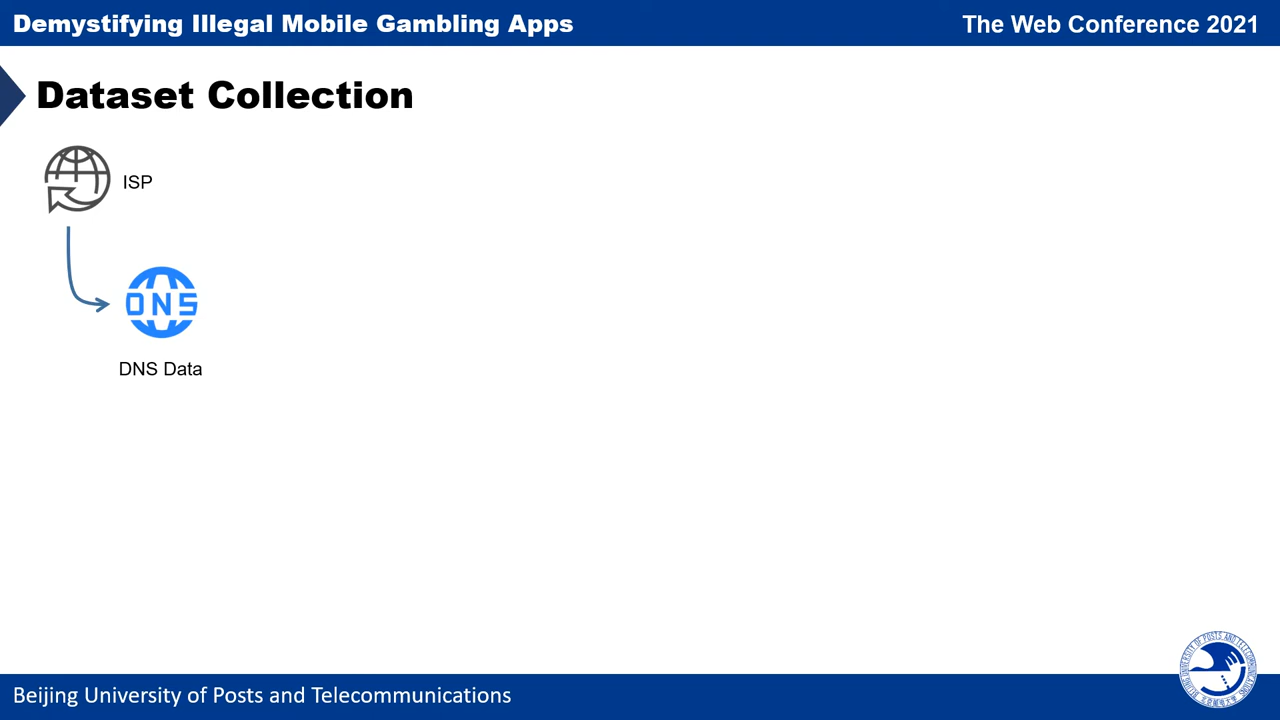 Demystifying Illegal Mobile Gambling Apps
The Web Conference 2021
Dataset Collection
ISP
DNS
DNS Data
Beijing University of Posts and Telecommunications